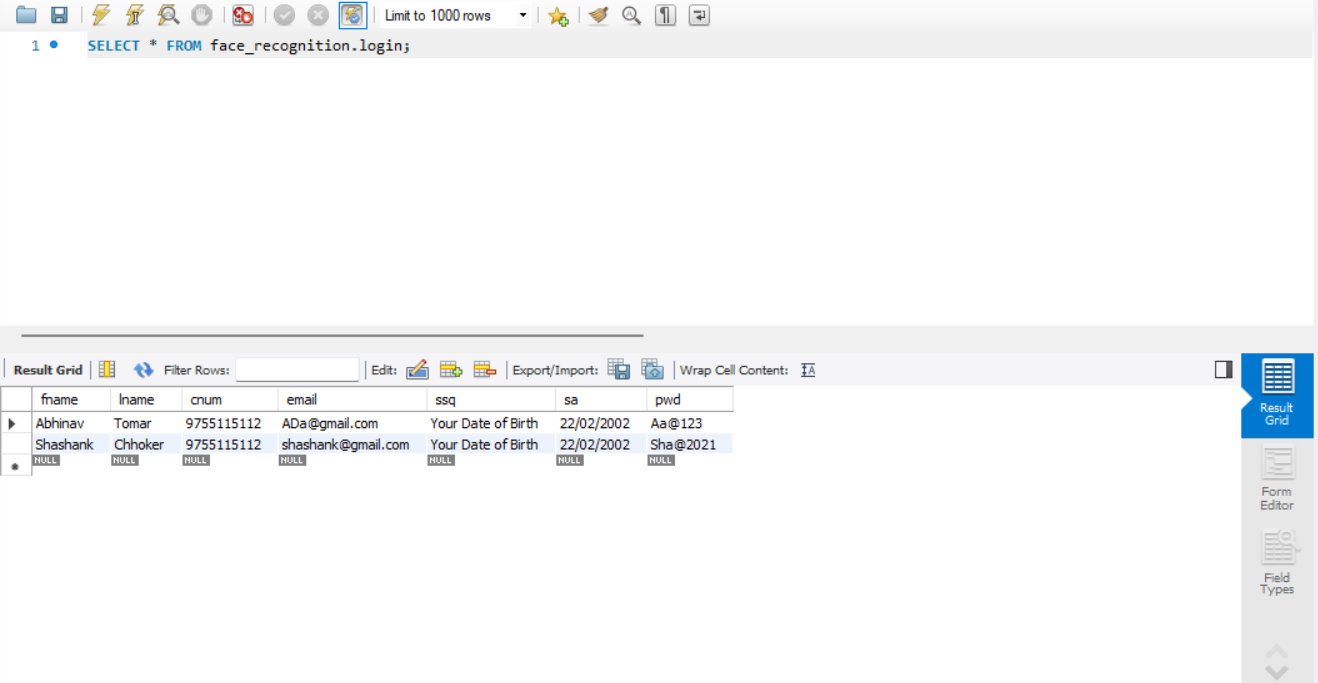 Limit to 1000 rows
1 SELECT * FROM face_recognition.login;
Result Grid Filter Rows: Edit: Export/Import: Wrap Cell Content:
fname lname cnum email ssq sa pwd
Abhinav Tomar 9755115112 ADa@gmail.com Your Date of Birth 22/02/2002 Aa@123
Shashank Chhoker 9755115112 shashank@gmail.com Your Date of Birth 22/02/2002 Sha@2021
NULL NULL NULL NULL NULL NULL NULL
Result
Grid
Form
Editor
Field
Types